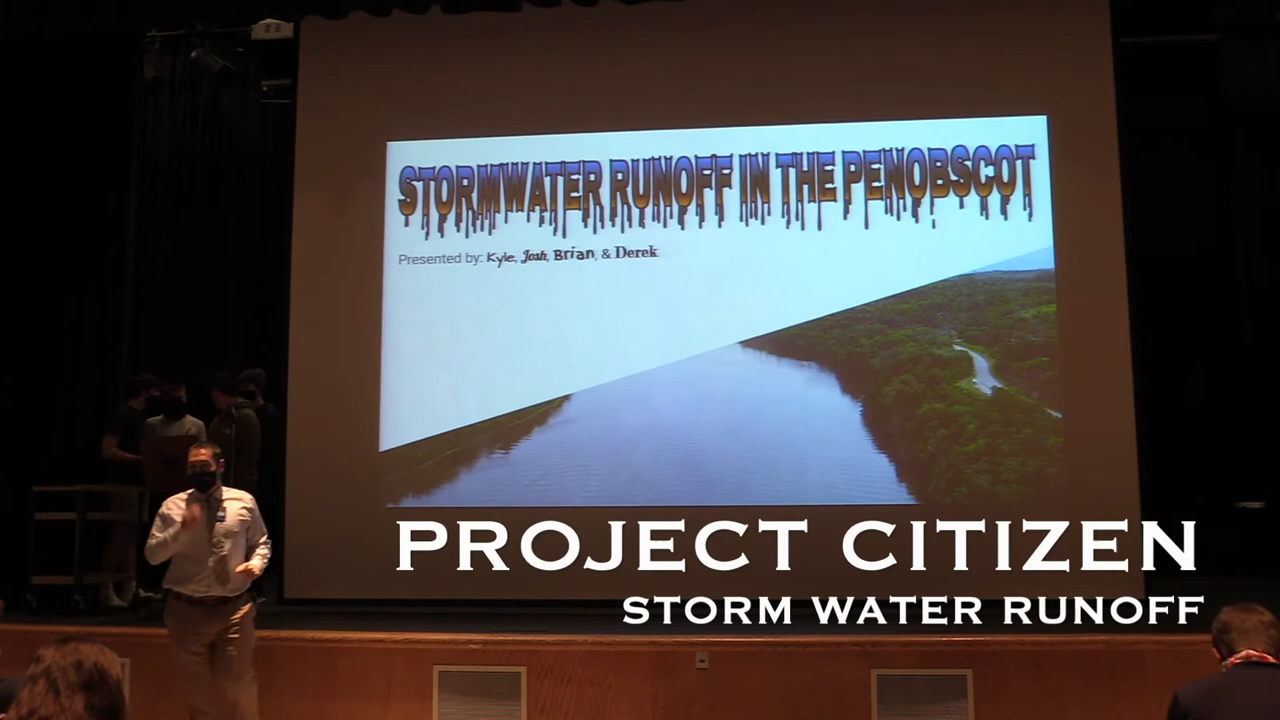 STORMWATER RUNOFF IN THE PENOBSCOT
Presented by: Kyle, Josh, Brian, & Derek
PROJECT CITIZEN
STORM WATER RUNOFF